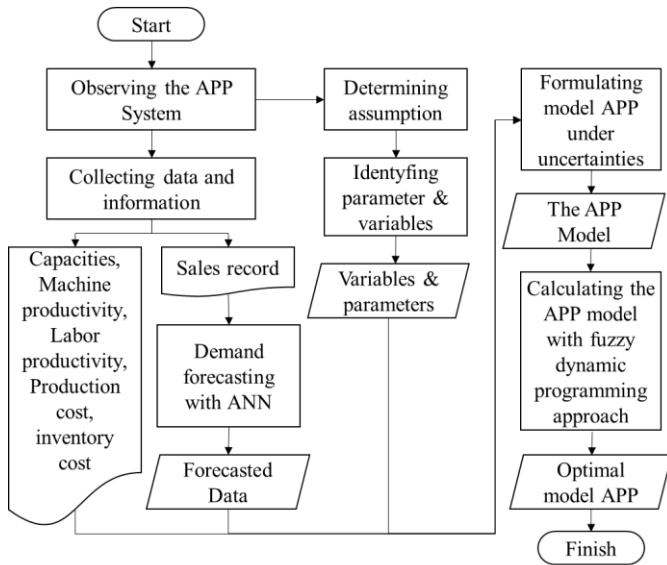 Start
Observing the APP
System
Collecting data and
information
Capacities,
Machine
productivity,
Labor
productivity,
Production
cost,
inventory
cost
Sales record
Demand
forecasting
with ANN
Forecasted
Data
Determining
assumption
Identyfing
parameter &
variables
Variables &
parameters
Formulating
model APP
under
uncertainties
The APP
Model
Calculating the
APP model
with fuzzy
dynamic
programming
approach
Optimal
model APP
Finish